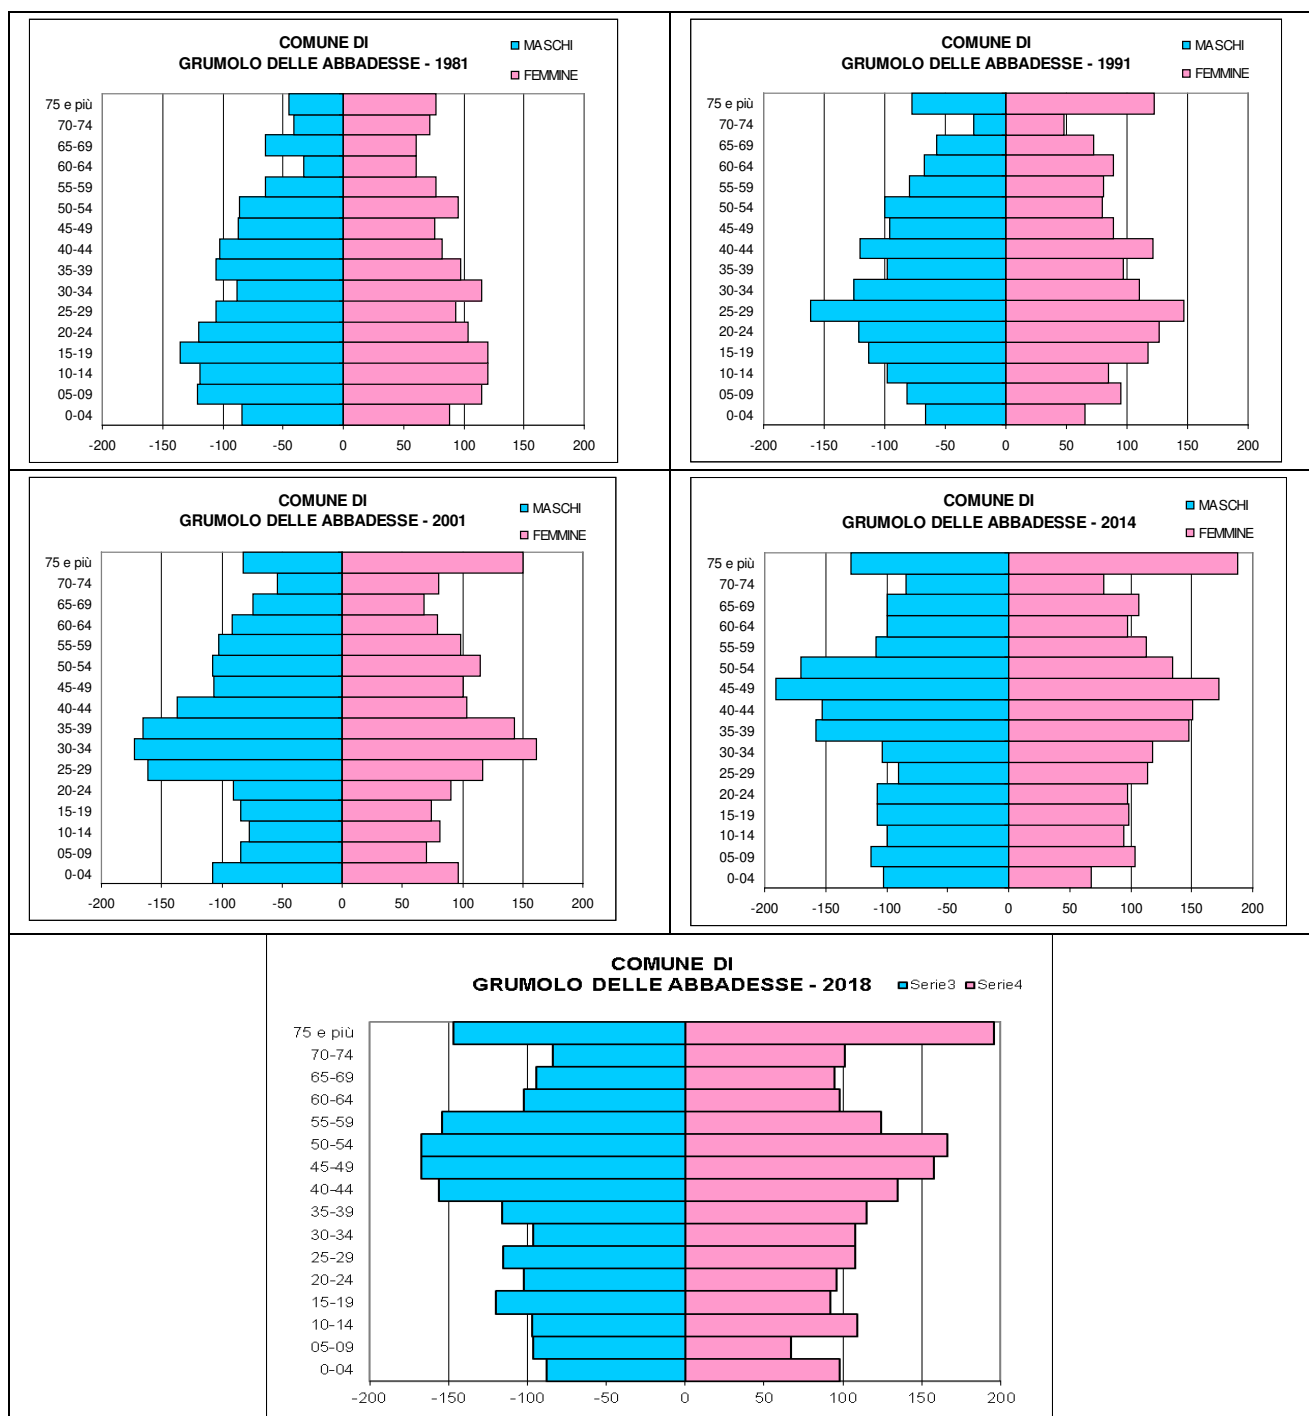 COMUNE DI
GRUMOLO DELLE ABBADESSE - 1981
MASCHI
FEMMINE
75 e più
70-74
65-69
60-64
55-59
50-54
45-49
40-44
35-39
30-34
25-29
20-24
15-19
10-14
05-09
0-04
-200 -150 -100 -50 0 50 100 150 200
COMUNE DI
GRUMOLO DELLE ABBADESSE - 1991
MASCHI
FEMMINE
75 e più
70-74
65-69
60-64
55-59
50-54
45-49
40-44
35-39
30-34
25-29
20-24
15-19
10-14
05-09
0-04
-200 -150 -100 -50 0 50 100 150 200
COMUNE DI
GRUMOLO DELLE ABBADESSE - 2001
MASCHI
FEMMINE
75 e più
70-74
65-69
60-64
55-59
50-54
45-49
40-44
35-39
30-34
25-29
20-24
15-19
10-14
05-09
0-04
-200 -150 -100 -50 0 50 100 150 200
COMUNE DI
GRUMOLO DELLE ABBADESSE - 2014
MASCHI
FEMMINE
75 e più
70-74
65-69
60-64
55-59
50-54
45-49
40-44
35-39
30-34
25-29
20-24
15-19
10-14
05-09
0-04
-200 -150 -100 -50 0 50 100 150 200
COMUNE DI
GRUMOLO DELLE ABBADESSE - 2018
Serie3 Serie4
75 e più
70-74
65-69
60-64
55-59
50-54
45-49
40-44
35-39
30-34
25-29
20-24
15-19
10-14
05-09
0-04
-200 -150 -100 -50 0 50 100 150 200